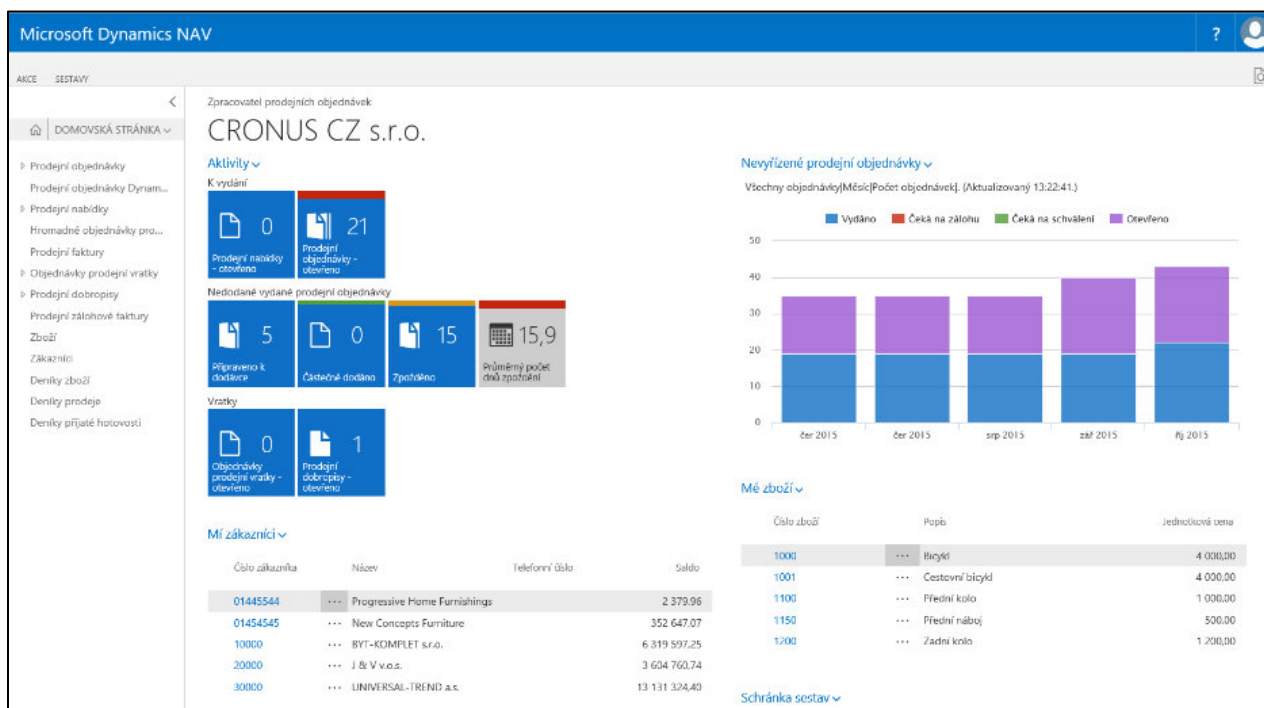 Microsoft Dynamics NAV
?
AKCE SESTAVY
DOMOVSKÁ STRÁNKA
Prodejní objednávky
Prodejní objednávky Dynam...
Prodejní nabídky
Hromadné objednávky pro...
Prodejní faktury
Objednávky prodejní vratky
Prodejní dobropisy
Prodejní zálohové faktury
Zboží
Zákazníci
Deníky zboží
Deníky prodeje
Deníky přijaté hotovosti
Zpracovatel prodejních objednávek
CRONUS CZ s.r.o.
Aktivity
K vydání
0
Prodejní nabídky
- otevřeno
21
Prodejní
objednávky -
otevřeno
Nedodané vydané prodejní objednávky
5
Připraveno k
dodávce
0
Částečně dodáno
15
Zpožděno
15,9
Průměrný počet
dnů zpoždění
Vratky
0
Objednávky
prodejní vratky -
otevřeno
1
Prodejní
dobropisy -
otevřeno
Mí zákazníci
Číslo zákazníka Název Telefonní číslo Saldo
01445544 ··· Progressive Home Furnishings 2 379,96
01454545 ··· New Concepts Furniture 352 647,07
10000 ··· BYT-KOMPLET s.r.o. 6 319 597,25
20000 ··· J & V v.o.s. 3 604 760,74
30000 ··· UNIVERSAL-TREND a.s. 13 131 324,40
Nevyřízené prodejní objednávky
Všechny objednávky|Měsíc|Počet objednávek|. (Aktualizovaný 13:22:41.)
Vydáno Čeká na zálohu Čeká na schválení Otevřeno
50
40
30
20
10
0
čer 2015 čer 2015 srp 2015 zář 2015 říj 2015
Mé zboží
Číslo zboží Popis Jednotková cena
1000 ··· Bicykl 4 000,00
1001 ··· Cestovní bicykl 4 000,00
1100 ··· Přední kolo 1 000,00
1150 ··· Přední náboj 500,00
1200 ··· Zadní kolo 1 200,00
Schránka sestav